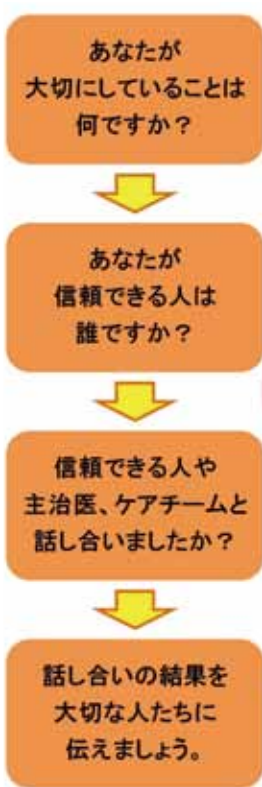 あなたが
大切にしていることは
何ですか？
あなたが
信頼できる人は
誰ですか？
信頼できる人や
主治医、ケアチームと
話し合いましたか？
話し合いの結果を
大切な人たちに
伝えましょう。